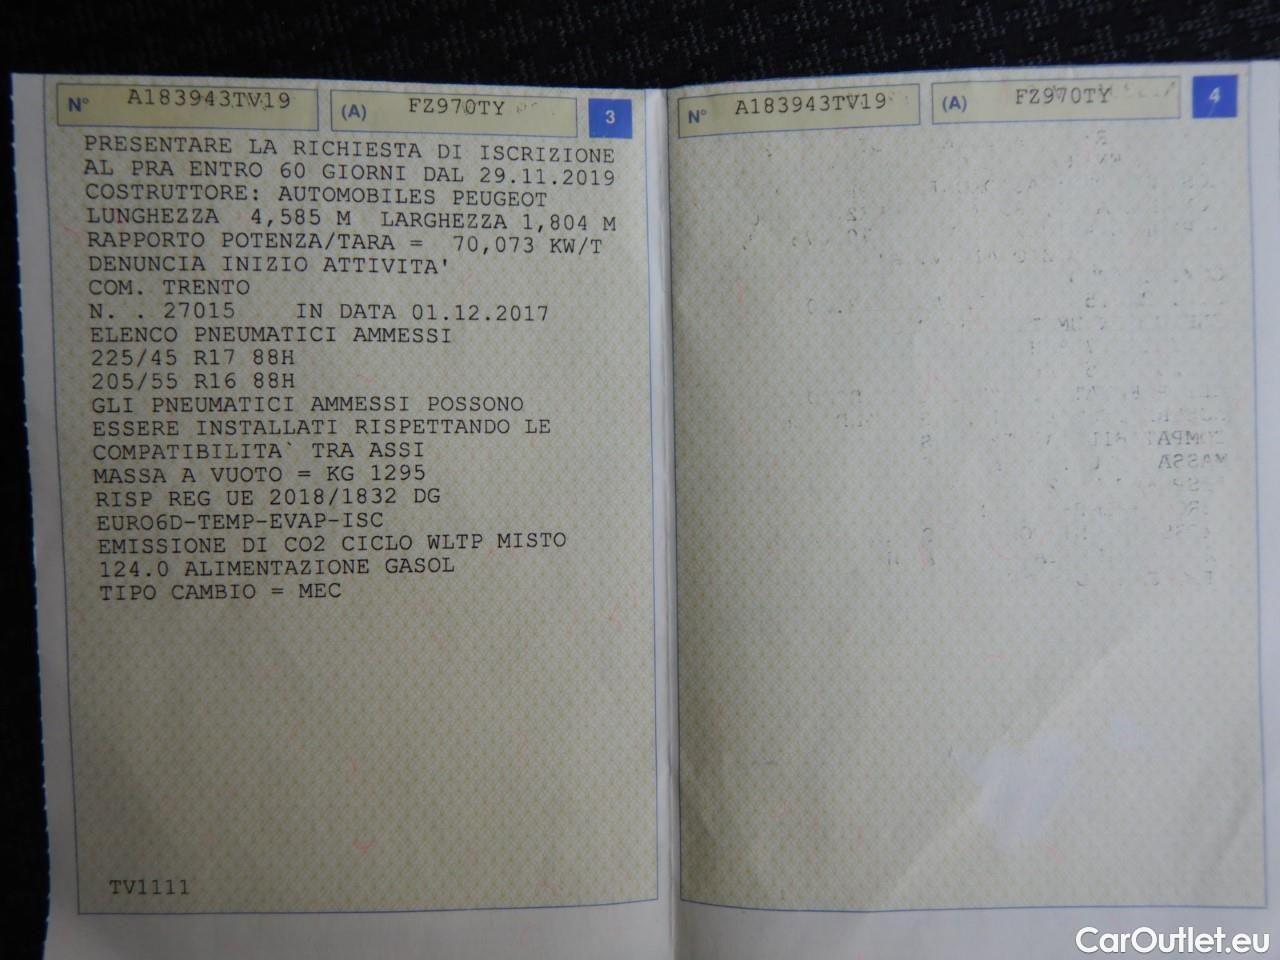 N° A183943TV19 (A) FZ970TY 3
PRESENTARE LA RICHIESTA DI ISCRIZIONE
AL PRA ENTRO 60 GIORNI DAL 29.11.2019
COSTRUTTORE: AUTOMOBILES PEUGEOT
LUNGHEZZA 4,585 M LARGHEZZA 1,804 M
RAPPORTO POTENZA/TARA = 70,073 KW/T
DENUNCIA INIZIO ATTIVITA'
COM. TRENTO
N. . 27015 IN DATA 01.12.2017
ELENCO PNEUMATICI AMMESSI
225/45 R17 88H
205/55 R16 88H
GLI PNEUMATICI AMMESSI POSSONO
ESSERE INSTALLATI RISPETTANDO LE
COMPATIBILITA` TRA ASSI
MASSA A VUOTO = KG 1295
RISP REG UE 2018/1832 DG
EURO6D-TEMP-EVAP-ISC
EMISSIONE DI CO2 CICLO WLTP MISTO
124.0 ALIMENTAZIONE GASOL
TIPO CAMBIO = MEC
TV1111
N° A183943TV19 (A) FZ970TY 4
CarOutlet.eu